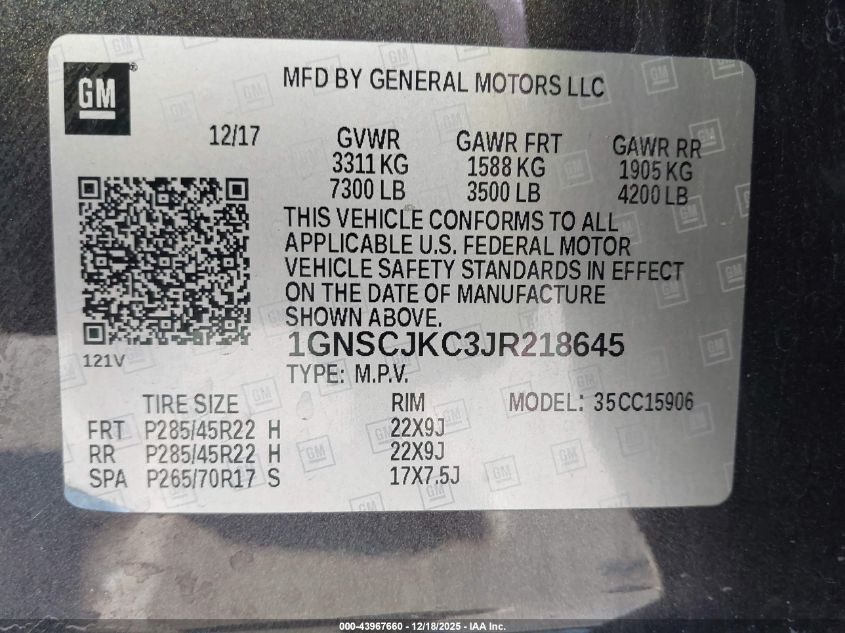 GM
MFD BY GENERAL MOTORS LLC
12/17
GVWR GAWR FRT GAWR RR
3311 KG 1588 KG 1905 KG
7300 LB 3500 LB 4200 LB
THIS VEHICLE CONFORMS TO ALL
APPLICABLE U.S. FEDERAL MOTOR
VEHICLE SAFETY STANDARDS IN EFFECT
ON THE DATE OF MANUFACTURE
SHOWN ABOVE.
121V
1GNSCJKC3JR218645
TYPE: M.P.V.
TIRE SIZE RIM MODEL: 35CC15906
FRT P285/45R22 H 22X9J
RR P285/45R22 H 22X9J
SPA P265/70R17 S 17X7.5J
000-43967660 - 12/18/2025 - IAA Inc.